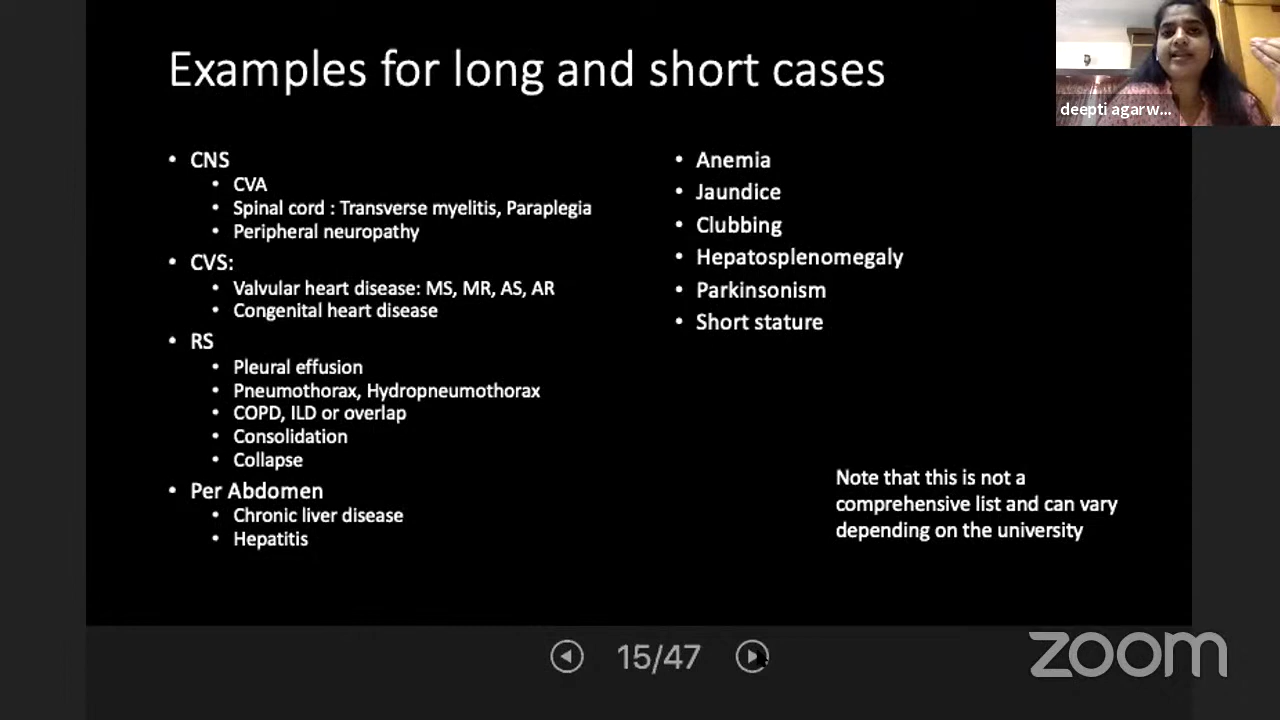 Examples for long and short cases
deepti agarw...
• CNS
• CVA
• Spinal cord : Transverse myelitis, Paraplegia
• Peripheral neuropathy
• CVS:
• Valvular heart disease: MS, MR, AS, AR
• Congenital heart disease
• RS
• Pleural effusion
• Pneumothorax, Hydropneumothorax
• COPD, ILD or overlap
• Consolidation
• Collapse
• Per Abdomen
• Chronic liver disease
• Hepatitis
• Anemia
• Jaundice
• Clubbing
• Hepatosplenomegaly
• Parkinsonism
• Short stature
Note that this is not a
comprehensive list and can vary
depending on the university
15/47
zoom